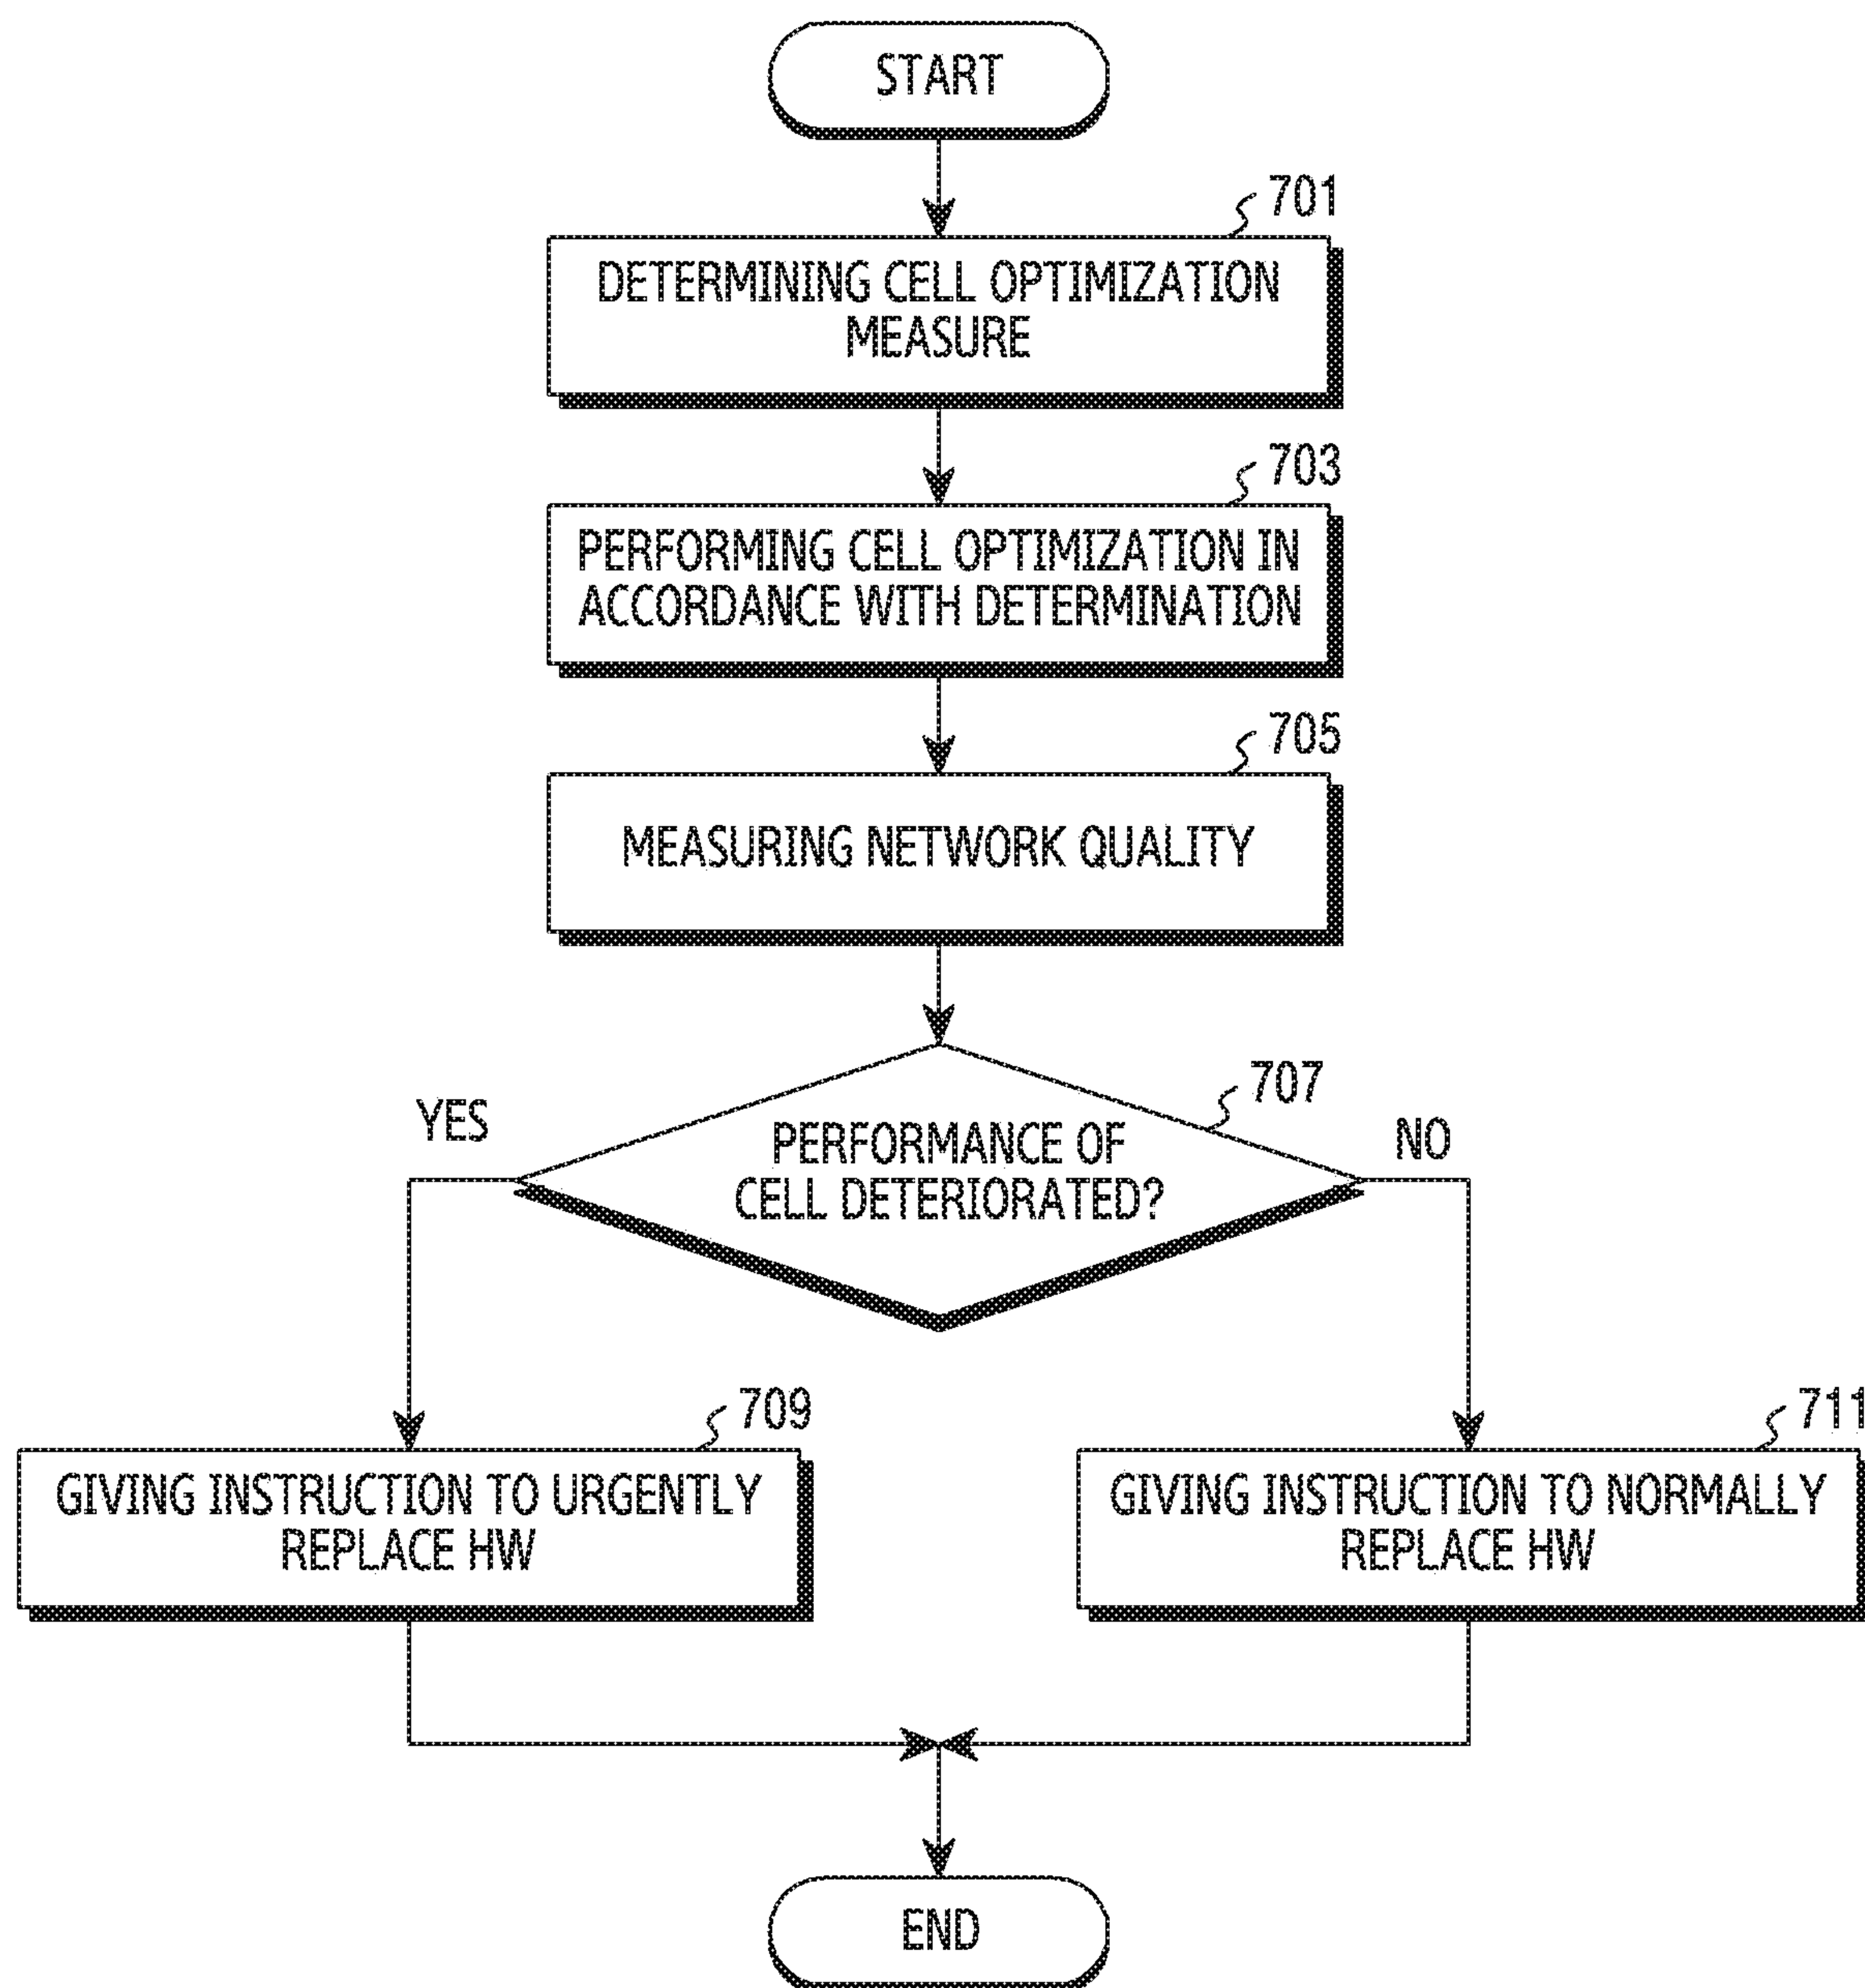 START
701
DETERMINING CELL OPTIMIZATION
MEASURE
703
PERFORMING CELL OPTIMIZATION IN
ACCORDANCE WITH DETERMINATION
705
MEASURING NETWORK QUALITY
707
YES
PERFORMANCE OF
CELL DETERIORATED?
NO
709
GIVING INSTRUCTION TO URGENTLY
REPLACE HW
711
GIVING INSTRUCTION TO NORMALLY
REPLACE HW
END